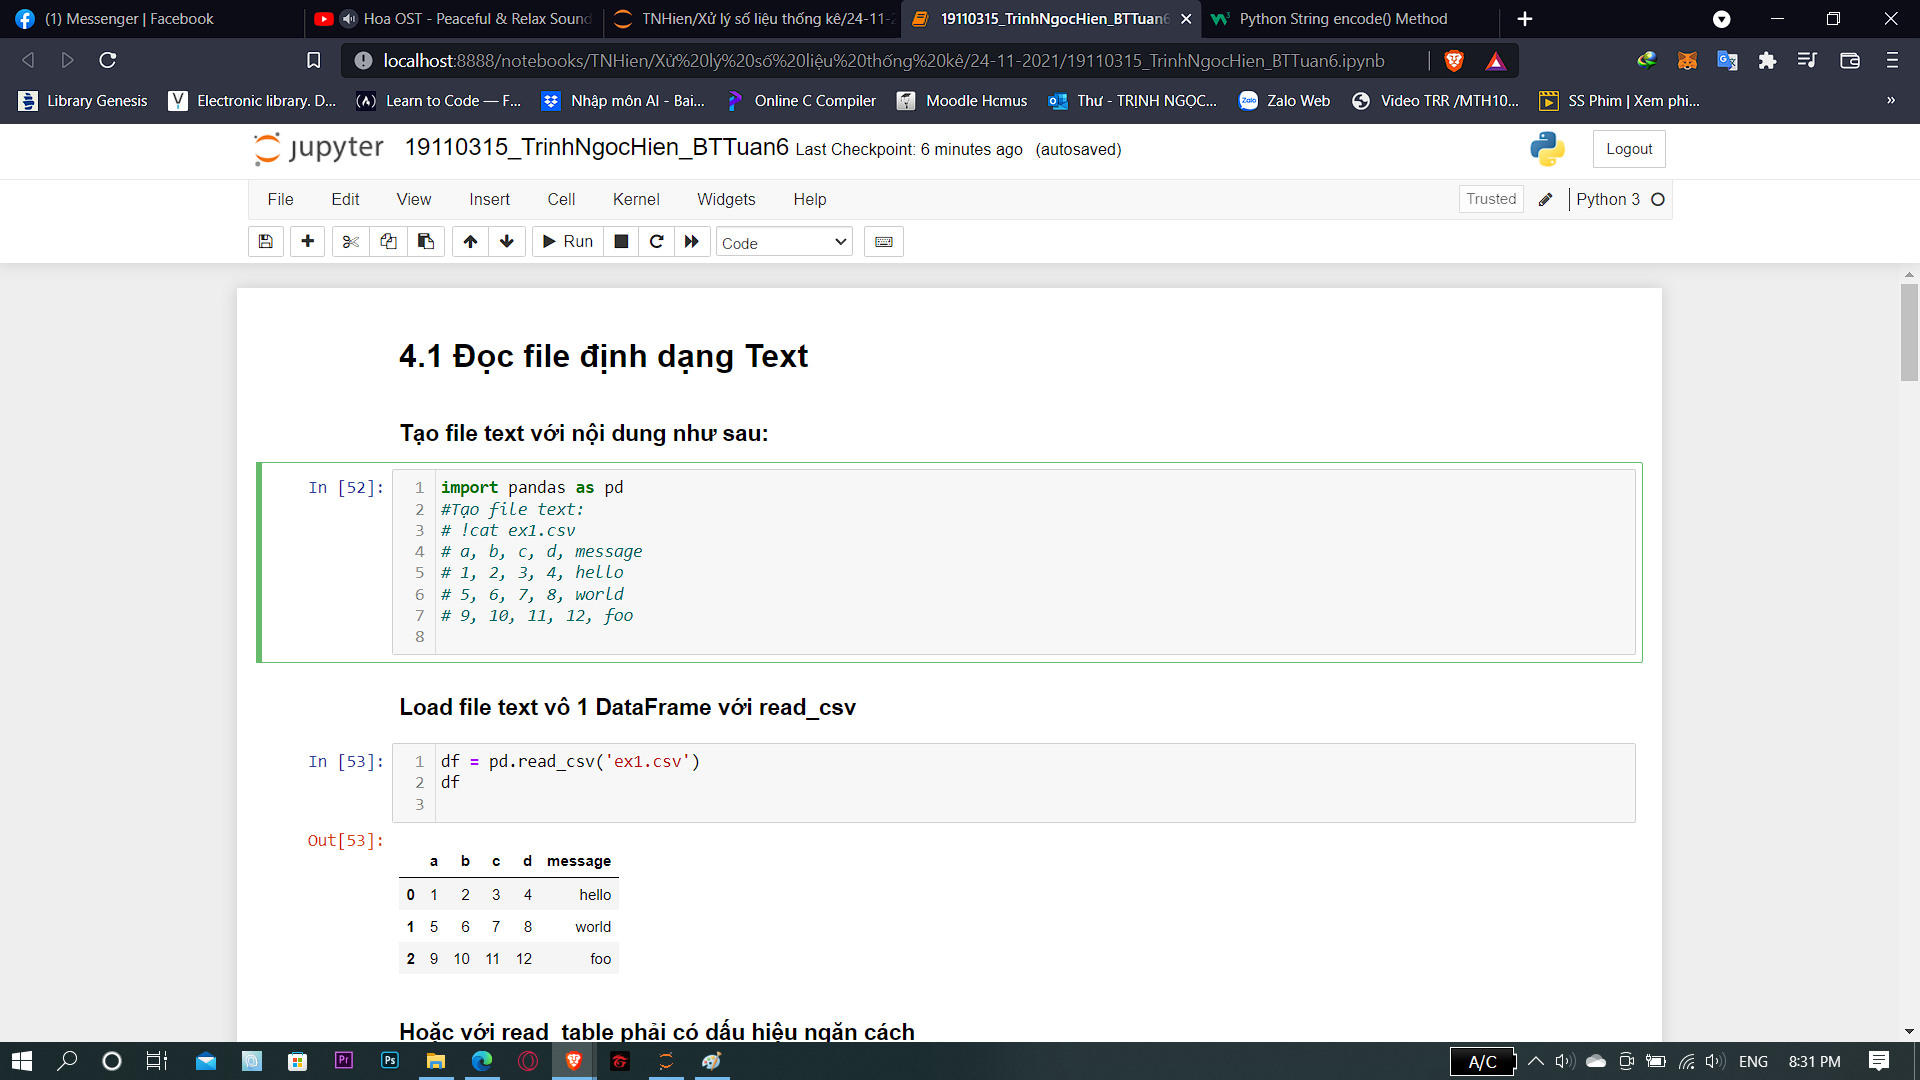 (1) Messenger | Facebook
Hoa OST - Peaceful & Relax Sound
TNHien/Xử lý số liệu thống kê/24-11-2
19110315_TrinhNgocHien_BTTuan6
Python String encode() Method
localhost:8888/notebooks/TNHien/Xử%20lý%20số%20liệu%20thống%20kê/24-11-2021/19110315_TrinhNgocHien_BTTuan6.ipynb
Library Genesis
Electronic library. D...
Learn to Code — F...
Nhập môn AI - Bai...
Online C Compiler
Moodle Hcmus
Thư - TRỊNH NGỌC...
Zalo Web
Video TRR /MTH10...
SS Phim | Xem phi...
»
jupyter
19110315_TrinhNgocHien_BTTuan6 Last Checkpoint: 6 minutes ago (autosaved)
Logout
File Edit View Insert Cell Kernel Widgets Help
Trusted
Python 3
Run
Code
4.1 Đọc file định dạng Text
Tạo file text với nội dung như sau:
In [52]:
1 import pandas as pd
2 #Tạo file text:
3 # !cat ex1.csv
4 # a, b, c, d, message
5 # 1, 2, 3, 4, hello
6 # 5, 6, 7, 8, world
7 # 9, 10, 11, 12, foo
8
Load file text vô 1 DataFrame với read_csv
In [53]:
1 df = pd.read_csv('ex1.csv')
2 df
3
Out[53]:
a b c d message
0 1 2 3 4 hello
1 5 6 7 8 world
2 9 10 11 12 foo
Hoặc với read_table phải có dấu hiệu ngăn cách
Pr
Ps
A/C
ENG
8:31 PM